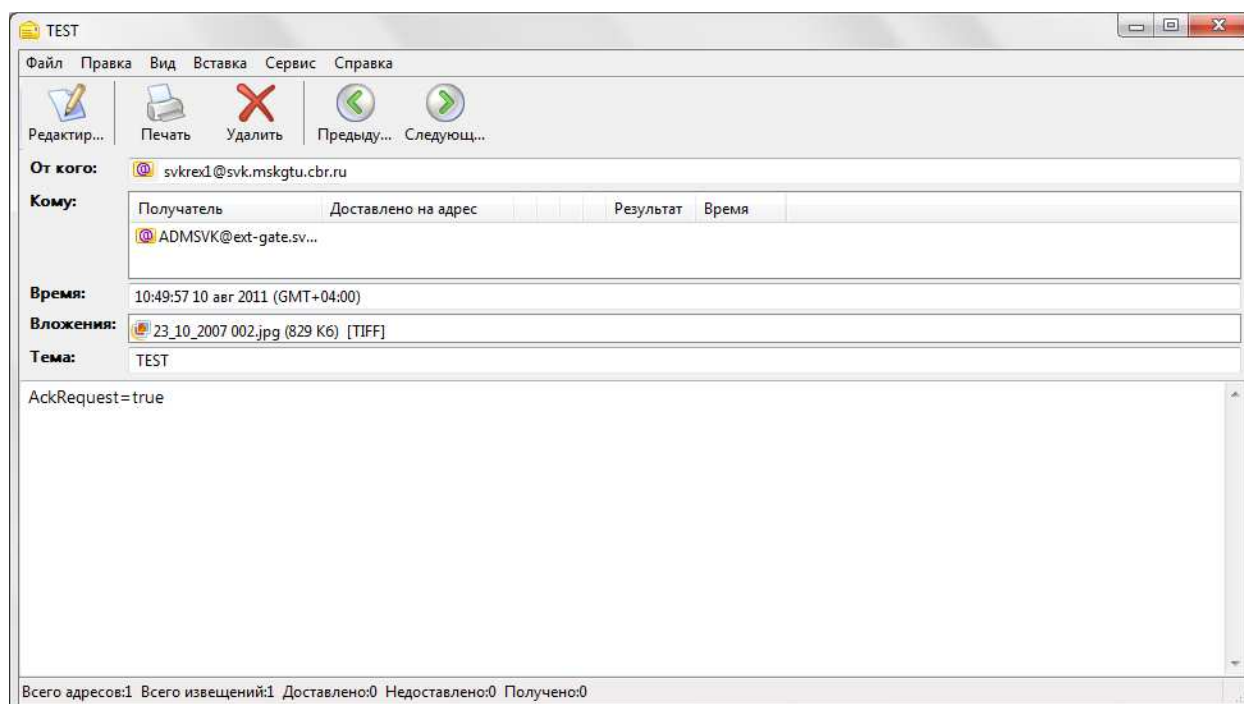 TEST
Файл Правка Вид Вставка Сервис Справка
Редактир... Печать Удалить Предыду... Следующ...
От кого: svkrex1@svk.mskgtu.cbr.ru
Кому: Получатель Доставлено на адрес Результат Время
ADMSVK@ext-gate.sv...
Время: 10:49:57 10 авг 2011 (GMT+04:00)
Вложения: 23_10_2007 002.jpg (829 Кб) [TIFF]
Тема: TEST
AckRequest=true
Всего адресов:1 Всего извещений:1 Доставлено:0 Недоставлено:0 Получено:0